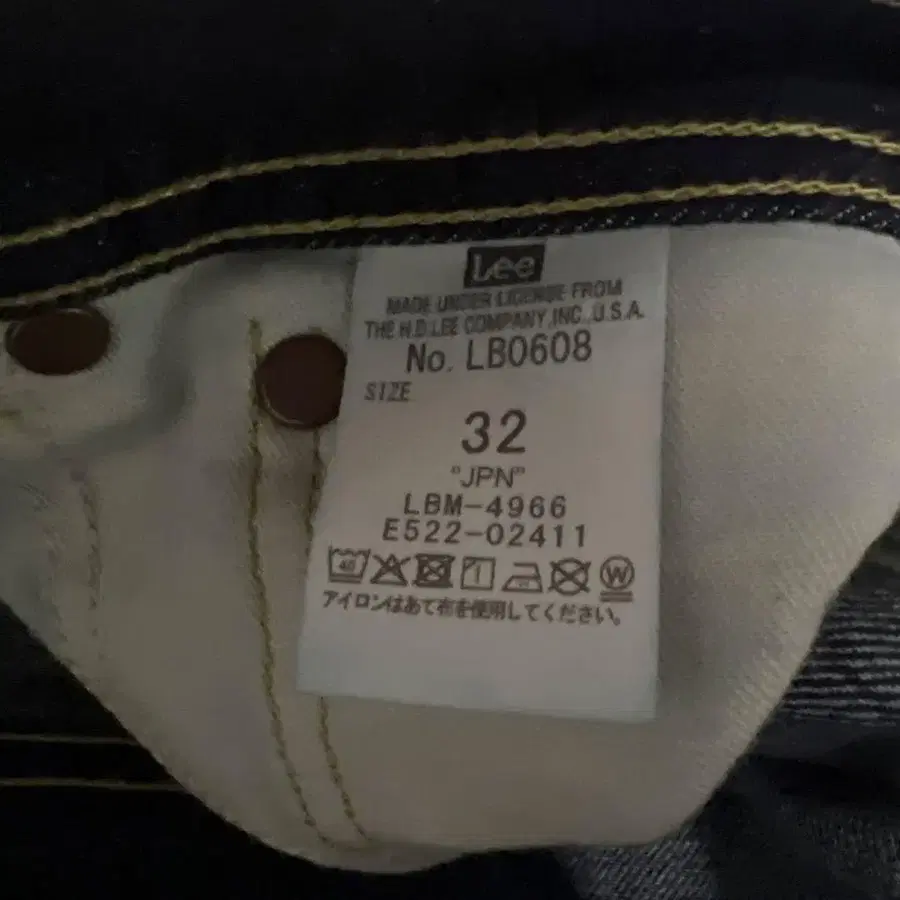 Lee
MADE UNDER LICENSE FROM
THE H.D.LEE COMPANY,INC.,U.S.A.
No. LB0608
SIZE
32
"JPN"
LBM-4966
E522-02411
40 W
アイロンはあて布を使用してください。